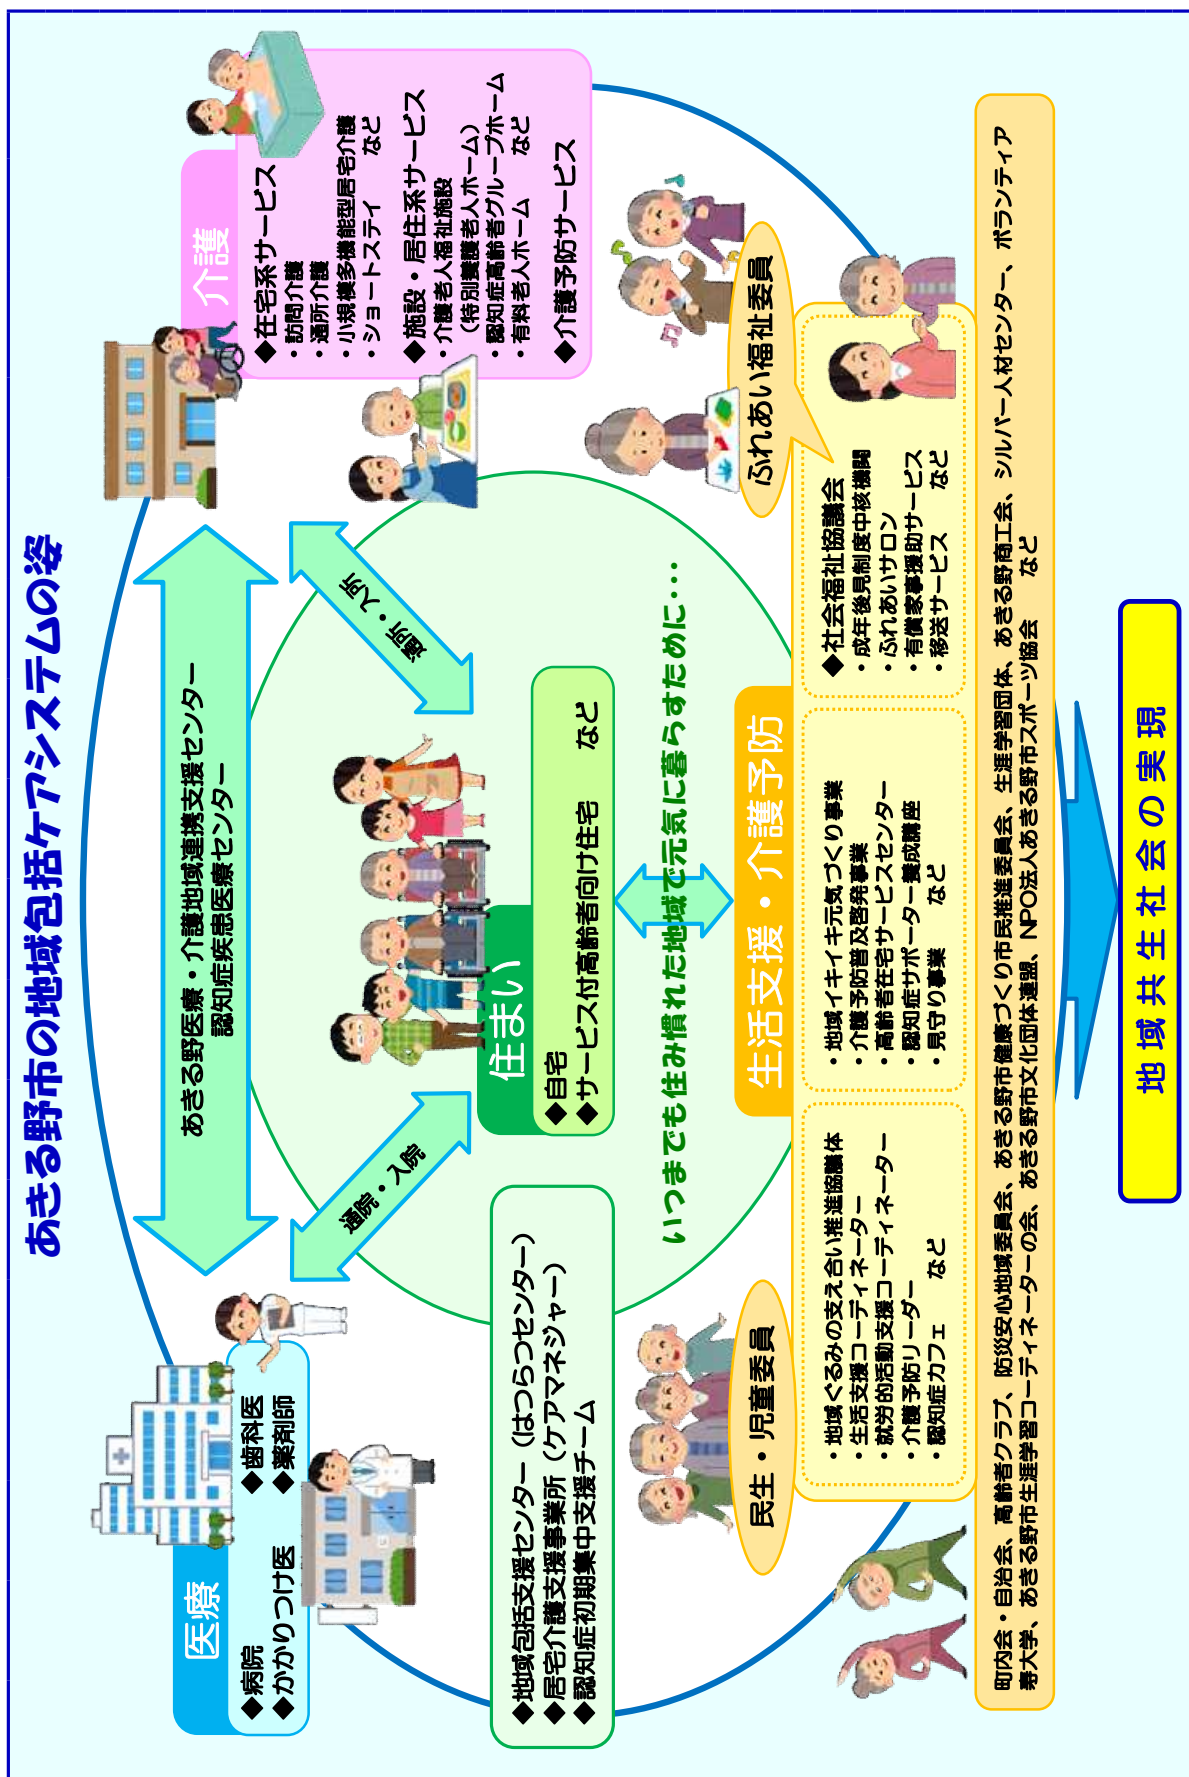 あきる野市の地域包括ケアシステムの姿
医療
◆病院
◆歯科医
◆かかりつけ医
◆薬剤師
あきる野医療・介護地域連携支援センター
認知症疾患医療センター
介護
◆在宅系サービス
・訪問介護
・通所介護
・小規模多機能型居宅介護
・ショートステイ　など
◆施設・居住系サービス
・介護老人福祉施設
（特別養護老人ホーム）
・認知症高齢者グループホーム
・有料老人ホーム　など
◆介護予防サービス
通院・入院
通所・入所
住まい
◆自宅
◆サービス付高齢者向け住宅　など
◆地域包括支援センター（はつらつセンター）
◆居宅介護支援事業所（ケアマネジャー）
◆認知症初期集中支援チーム
いつまでも住み慣れた地域で元気に暮らすために・・・
民生・児童委員
生活支援・介護予防
ふれあい福祉委員
・地域ぐるみの支え合い推進協議体
・生活支援コーディネーター
・就労的活動支援コーディネーター
・介護予防リーダー
・認知症カフェ　など
・地域イキイキ元気づくり事業
・介護予防普及啓発事業
・高齢者在宅サービスセンター
・認知症サポーター養成講座
・見守り事業　など
◆社会福祉協議会
・成年後見制度中核機関
・ふれあいサロン
・有償家事援助サービス
・移送サービス　など
町内会・自治会、高齢者クラブ、防災安心地域委員会、あきる野市健康づくり市民推進委員会、生涯学習団体、あきる野商工会、シルバー人材センター、ボランティア
寿大学、あきる野市生涯学習コーディネーターの会、あきる野市文化団体連盟、NPO法人あきる野市スポーツ協会　など
地域共生社会の実現